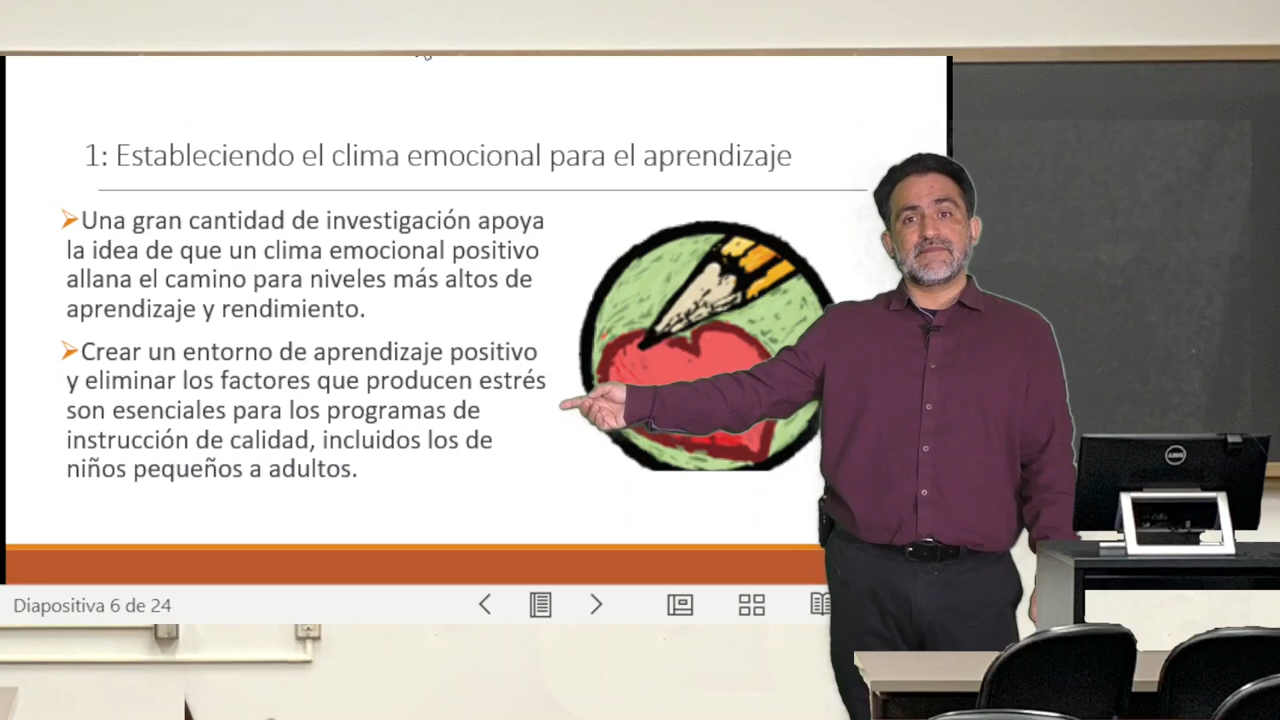 1: Estableciendo el clima emocional para el aprendizaje
Una gran cantidad de investigación apoya
la idea de que un clima emocional positivo
allana el camino para niveles más altos de
aprendizaje y rendimiento.
Crear un entorno de aprendizaje positivo
y eliminar los factores que producen estrés
son esenciales para los programas de
instrucción de calidad, incluidos los de
niños pequeños a adultos.
Diapositiva 6 de 24